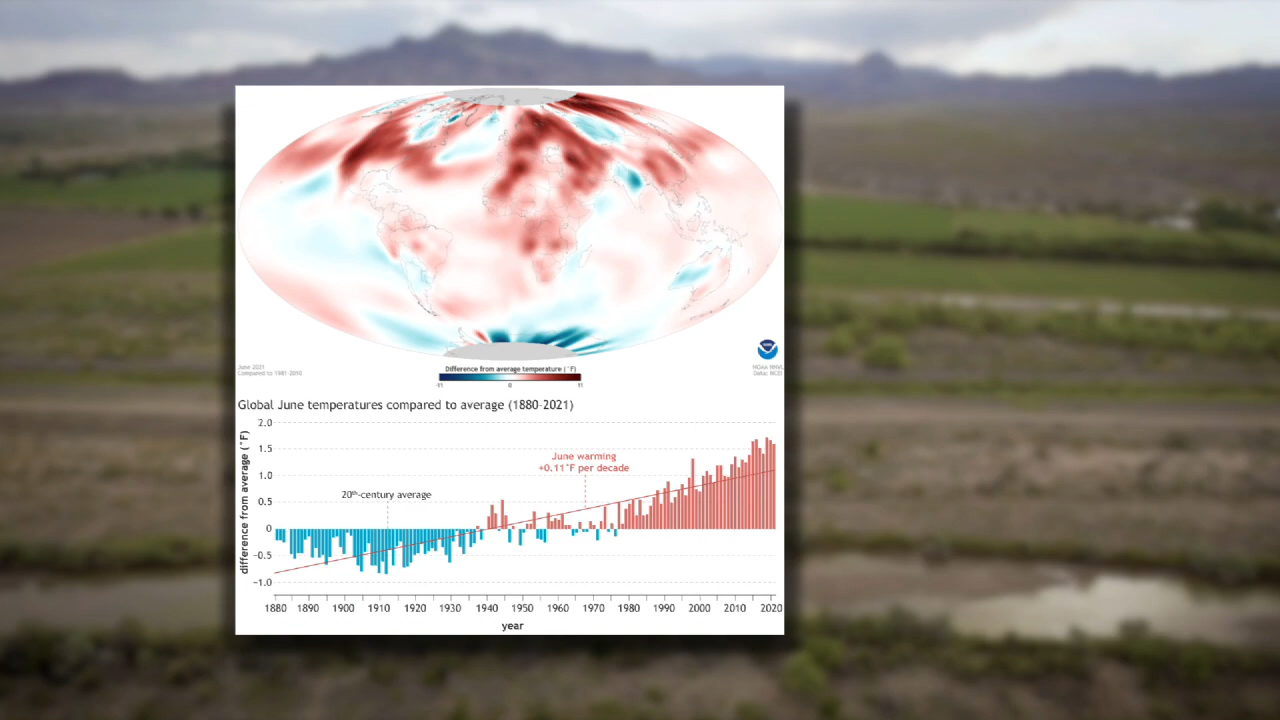 June 2021
Compared to 1981-2010
NOAA NNVL
Data: NCEI
Difference from average temperature (°F)
-11 0 11
Global June temperatures compared to average (1880-2021)
difference from average (°F)
2.0
1.5
1.0
0.5
0
−0.5
−1.0
June warming
+0.11°F per decade
20th-century average
1880 1890 1900 1910 1920 1930 1940 1950 1960 1970 1980 1990 2000 2010 2020
year